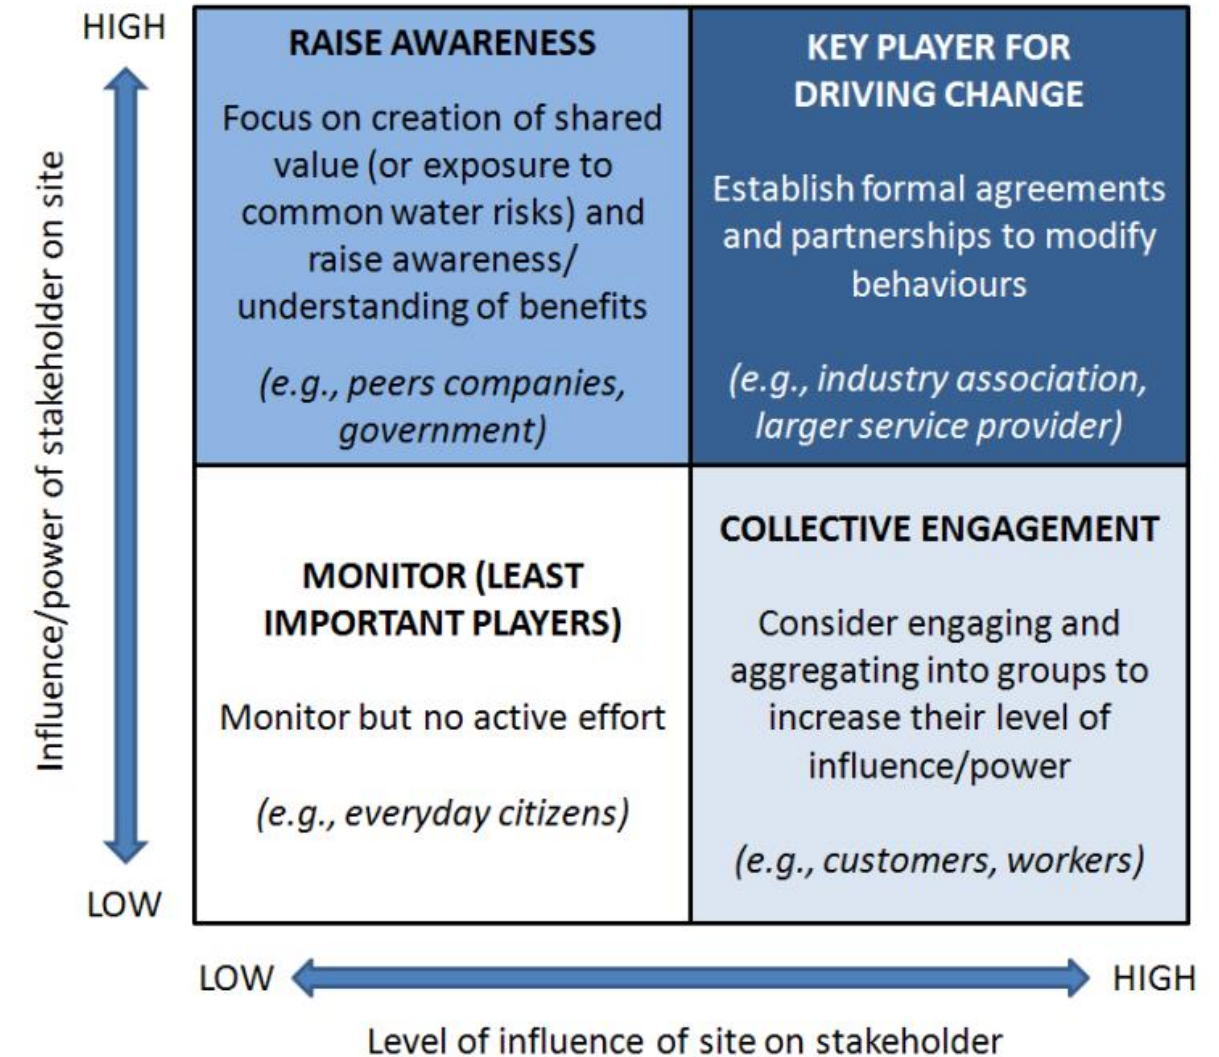 HIGH
Influence/power of stakeholder on site
LOW
RAISE AWARENESS
Focus on creation of shared
value (or exposure to
common water risks) and
raise awareness/
understanding of benefits
(e.g., peers companies,
government)
KEY PLAYER FOR
DRIVING CHANGE
Establish formal agreements
and partnerships to modify
behaviours
(e.g., industry association,
larger service provider)
MONITOR (LEAST
IMPORTANT PLAYERS)
Monitor but no active effort
(e.g., everyday citizens)
COLLECTIVE ENGAGEMENT
Consider engaging and
aggregating into groups to
increase their level of
influence/power
(e.g., customers, workers)
LOW
HIGH
Level of influence of site on stakeholder